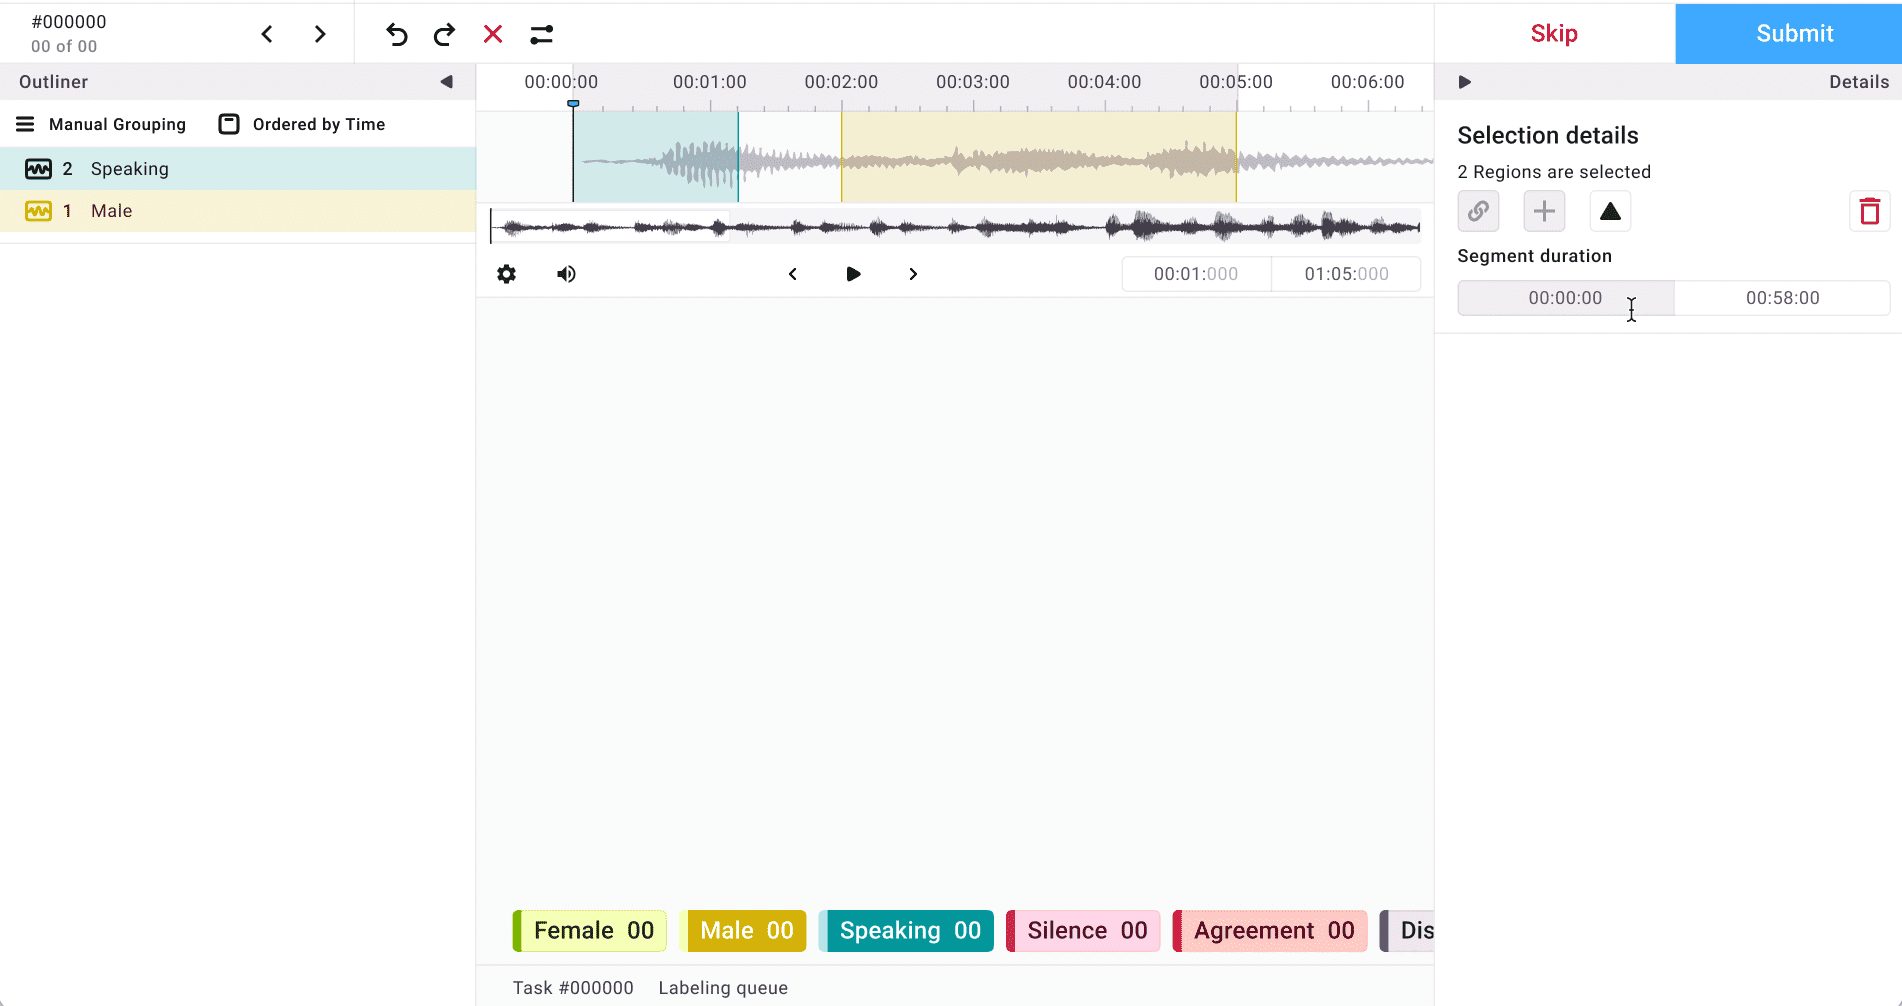 #000000
00 of 00
Skip
Submit
Outliner
00:00:00 00:01:00 00:02:00 00:03:00 00:04:00 00:05:00 00:06:00
Details
Manual Grouping Ordered by Time
2 Speaking
1 Male
Selection details
2 Regions are selected
Segment duration
00:00:00 00:58:00
00:01:000 01:05:000
Female 00 Male 00 Speaking 00 Silence 00 Agreement 00 Dis
Task #000000 Labeling queue